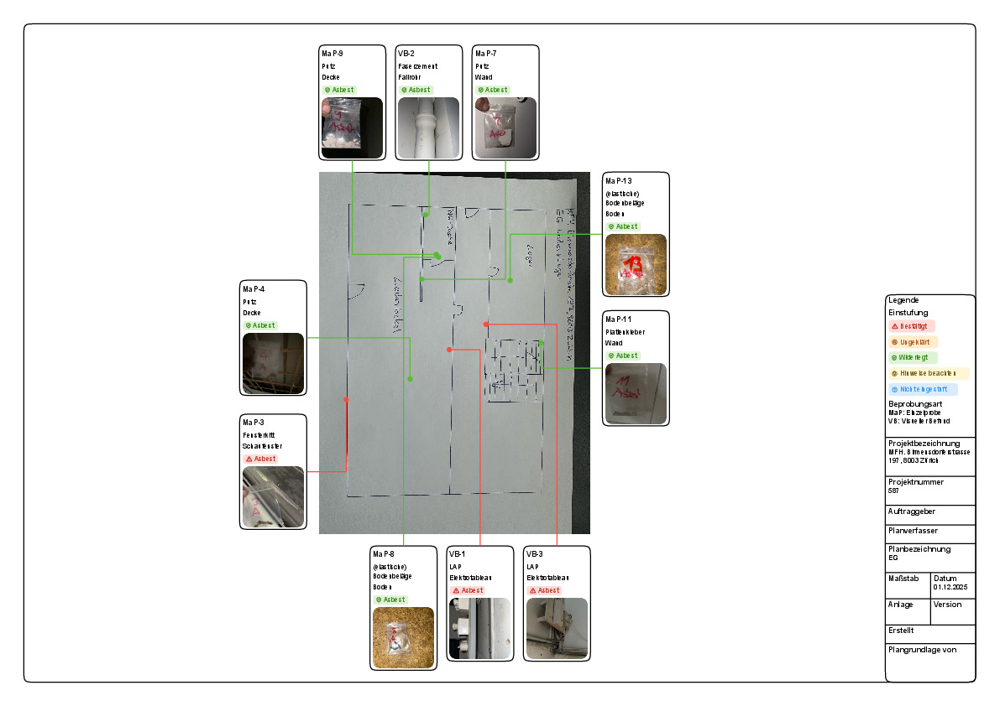 MaP-9
Putz
Decke
Asbest
VB-2
Faserzement
Fallrohr
Asbest
MaP-7
Putz
Wand
Asbest
MaP-13
(elastische)
Bodenbeläge
Boden
Asbest
13
MaP-4
Putz
Decke
Asbest
MaP-11
Plattenkleber
Wand
Asbest
11
MaP-3
Fensterkitt
Schaufenster
Asbest
3
A
Lager
MaP-8
(elastische)
Bodenbeläge
Boden
Asbest
VB-1
LAP
Elektrotableau
Asbest
VB-3
LAP
Elektrotableau
Asbest
Legende
Einstufung
Bestätigt
Ungeklärt
Widerlegt
Hinweise beachten
Nicht eingestuft
Beprobungsart
MaP: Einzelprobe
VB: Visueller Befund
Projektbezeichnung
MFH. Birmensdorferstrasse
197, 8003 Zürich
Projektnummer
587
Auftraggeber
Planverfasser
Planbezeichnung
EG
Maßstab
Datum
01.12.2025
Anlage
Version
Erstellt
Plangrundlage von